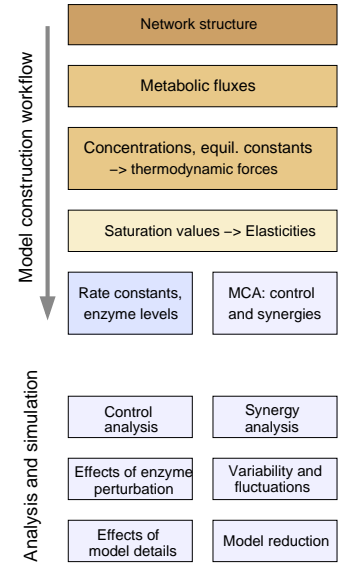 Model construction workflow
Network structure
Metabolic fluxes
Concentrations, equil. constants
–> thermodynamic forces
Saturation values –> Elasticities
Rate constants,
enzyme levels
MCA: control
and synergies
Analysis and simulation
Control
analysis
Synergy
analysis
Effects of enzyme
perturbation
Variability and
fluctuations
Effects of
model details
Model reduction